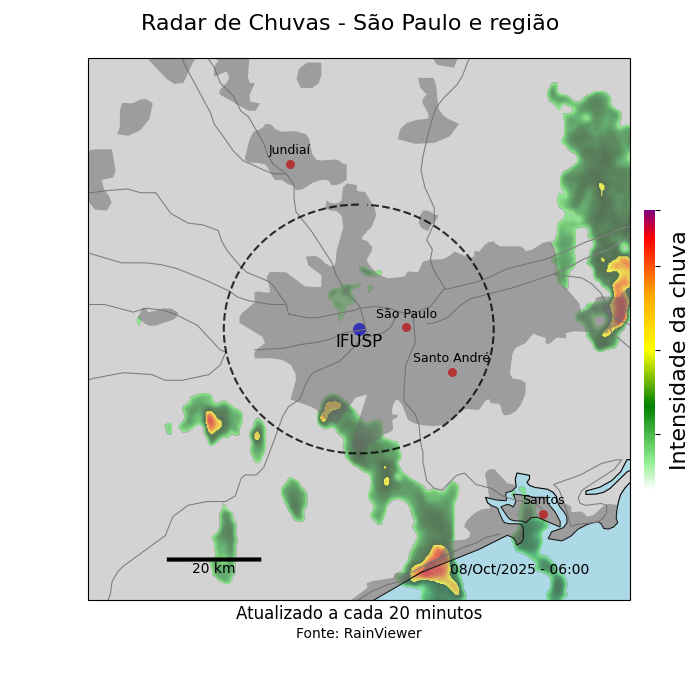 Radar de Chuvas - São Paulo e região
Jundiaí
São Paulo
IFUSP
Santo André
Santos
20 km
08/Oct/2025 - 06:00
Intensidade da chuva
Atualizado a cada 20 minutos
Fonte: RainViewer